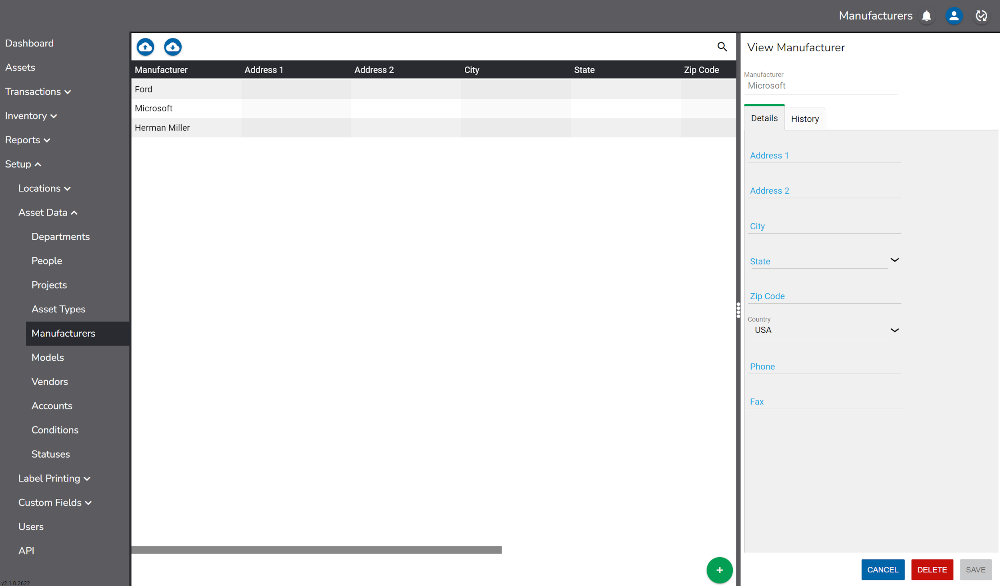 Manufacturers
Dashboard
Assets
Transactions
Inventory
Reports
Setup
Locations
Asset Data
Departments
People
Projects
Asset Types
Manufacturers
Models
Vendors
Accounts
Conditions
Statuses
Label Printing
Custom Fields
Users
API
v2.1.0.2622
Manufacturer Address 1 Address 2 City State Zip Code
Ford
Microsoft
Herman Miller
+
View Manufacturer
Manufacturer
Microsoft
Details History
Address 1
Address 2
City
State
Zip Code
Country
USA
Phone
Fax
CANCEL DELETE SAVE